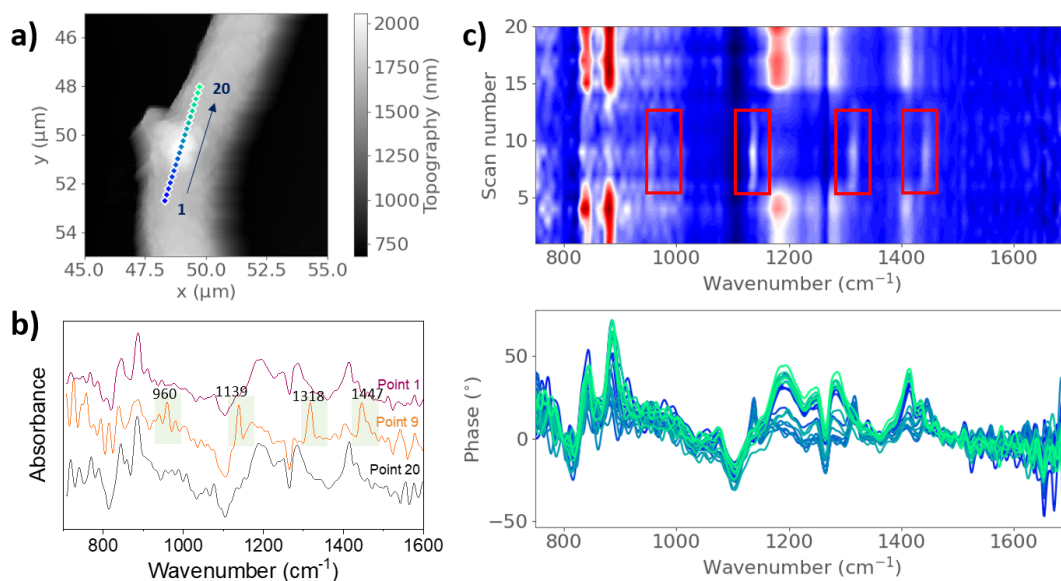 a)
46
48
50
52
54
y (μm)
45.0 47.5 50.0 52.5 55.0
x (μm)
20
1
2000
1750
1500
1250
1000
750
Topography (nm)
b)
Absorbance
Point 1
960
1139
1318
1447
Point 9
Point 20
800 1000 1200 1400 1600
Wavenumber (cm-1)
c)
Scan number
20
15
10
5
800 1000 1200 1400 1600
Wavenumber (cm−1)
Phase (°)
50
0
−50
800 1000 1200 1400 1600
Wavenumber (cm−1)